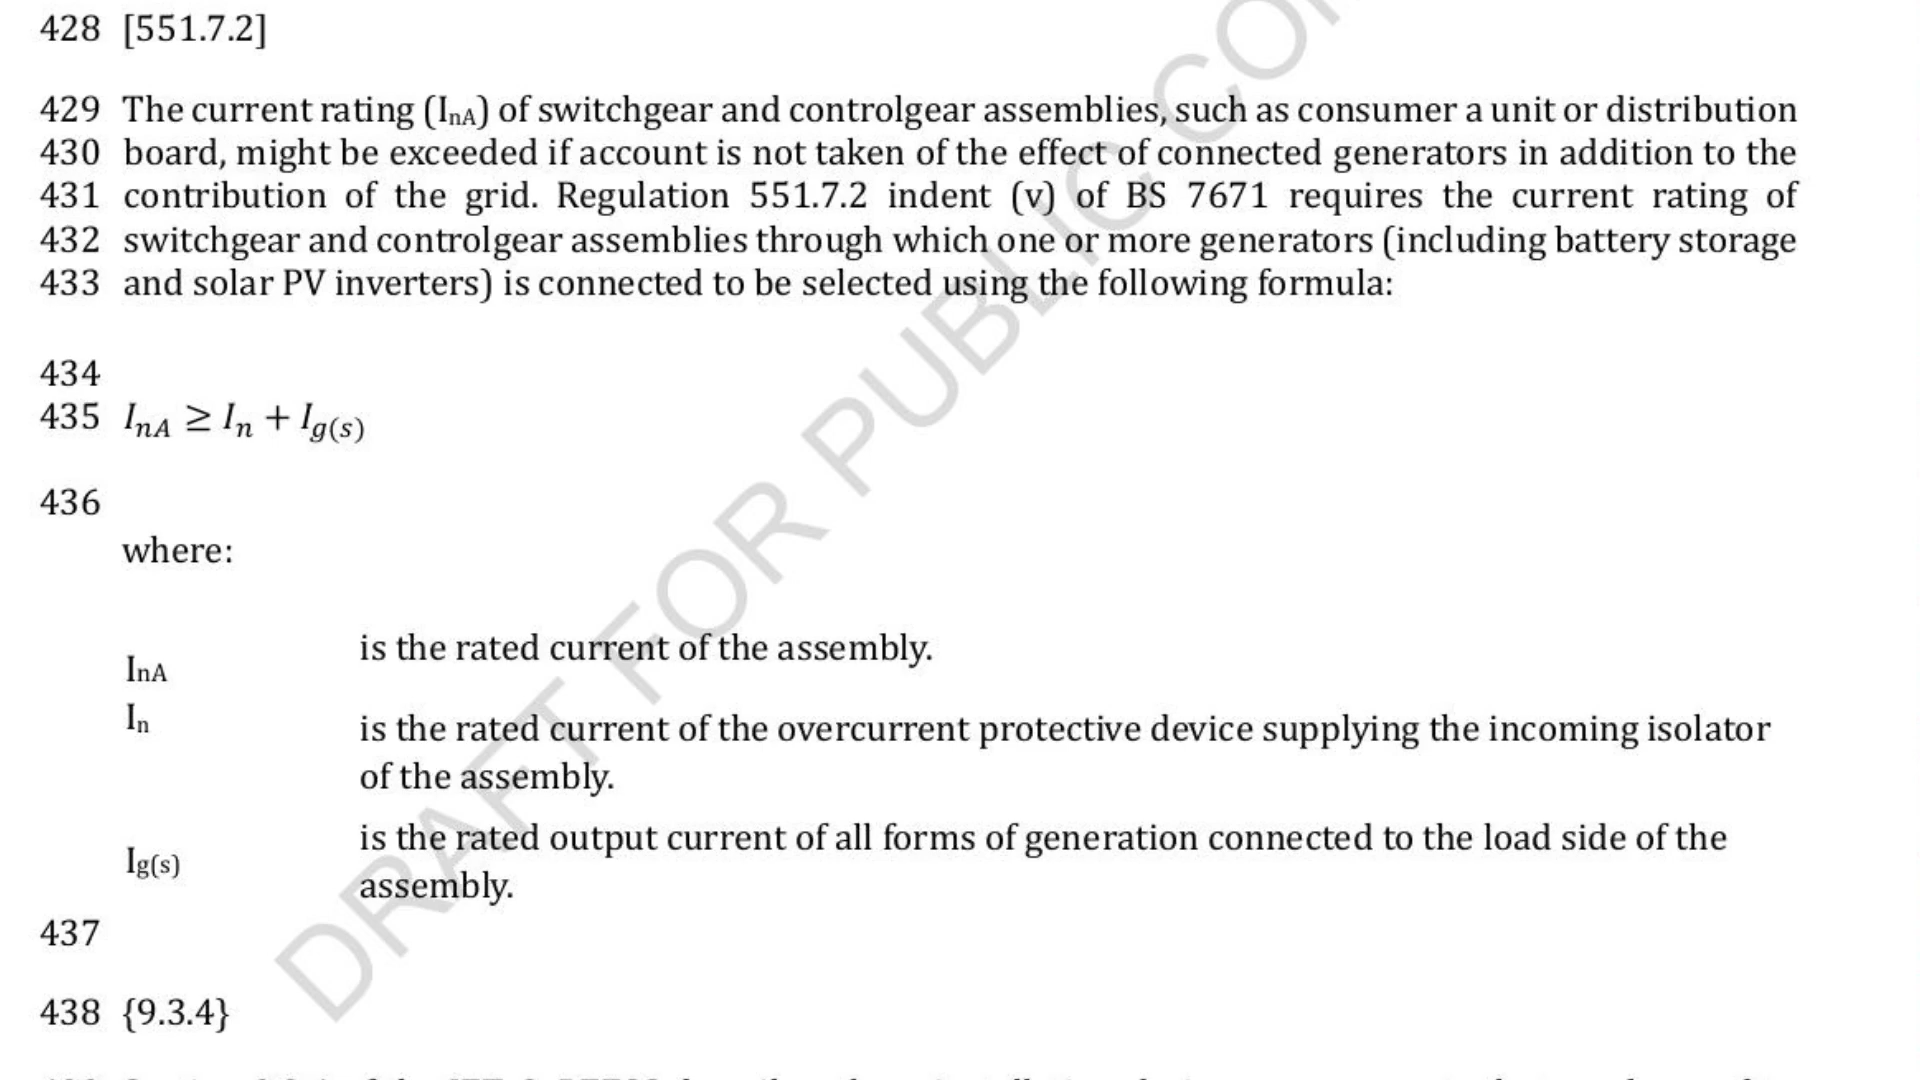 428 [551.7.2]
429 The current rating (InA) of switchgear and controlgear assemblies, such as consumer a unit or distribution
430 board, might be exceeded if account is not taken of the effect of connected generators in addition to the
431 contribution of the grid. Regulation 551.7.2 indent (v) of BS 7671 requires the current rating of
432 switchgear and controlgear assemblies through which one or more generators (including battery storage
433 and solar PV inverters) is connected to be selected using the following formula:
434
435 InA ≥ In + Ig(s)
436
where:
InA is the rated current of the assembly.
In is the rated current of the overcurrent protective device supplying the incoming isolator
of the assembly.
Ig(s) is the rated output current of all forms of generation connected to the load side of the
assembly.
437
438 {9.3.4}
DRAFT FOR PUBLIC